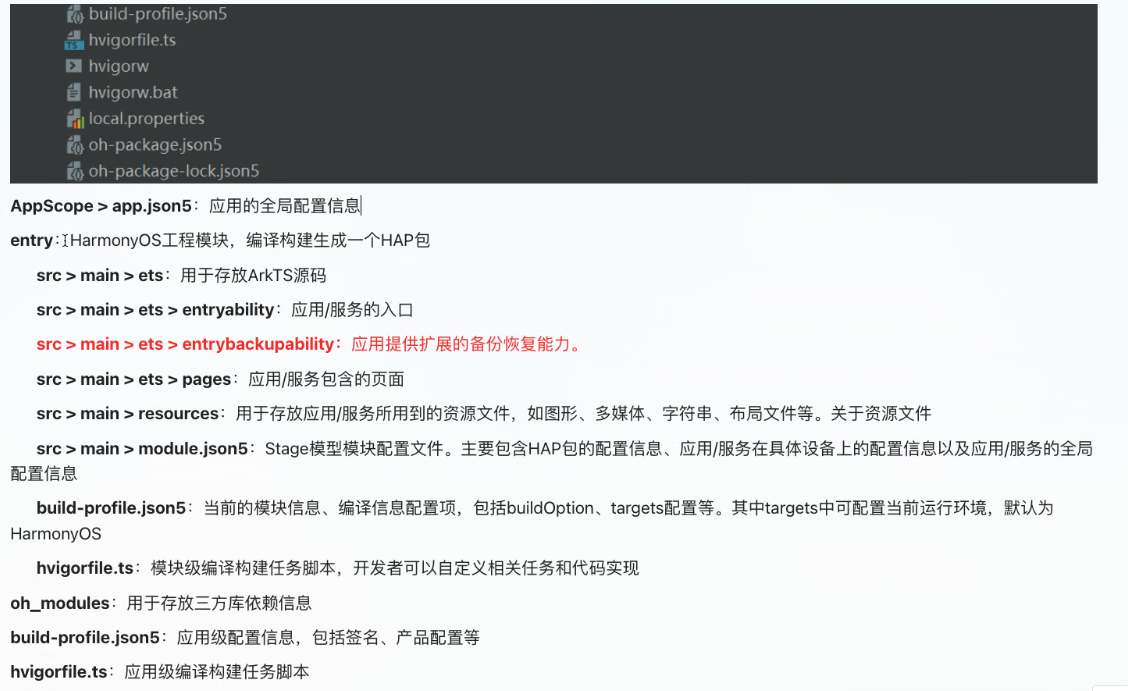 build-profile.json5
hvigorfile.ts
hvigorw
hvigorw.bat
local.properties
oh-package.json5
oh-package-lock.json5
AppScope > app.json5：应用的全局配置信息
entry：HarmonyOS工程模块，编译构建生成一个HAP包
src > main > ets：用于存放ArkTS源码
src > main > ets > entryability：应用/服务的入口
src > main > ets > entrybackupability：应用提供扩展的备份恢复能力。
src > main > ets > pages：应用/服务包含的页面
src > main > resources：用于存放应用/服务所用到的资源文件，如图形、多媒体、字符串、布局文件等。关于资源文件
src > main > module.json5：Stage模型模块配置文件。主要包含HAP包的配置信息、应用/服务在具体设备上的配置信息以及应用/服务的全局
配置信息
build-profile.json5：当前的模块信息、编译信息配置项，包括buildOption、targets配置等。其中targets中可配置当前运行环境，默认为
HarmonyOS
hvigorfile.ts：模块级编译构建任务脚本，开发者可以自定义相关任务和代码实现
oh_modules：用于存放三方库依赖信息
build-profile.json5：应用级配置信息，包括签名、产品配置等
hvigorfile.ts：应用级编译构建任务脚本